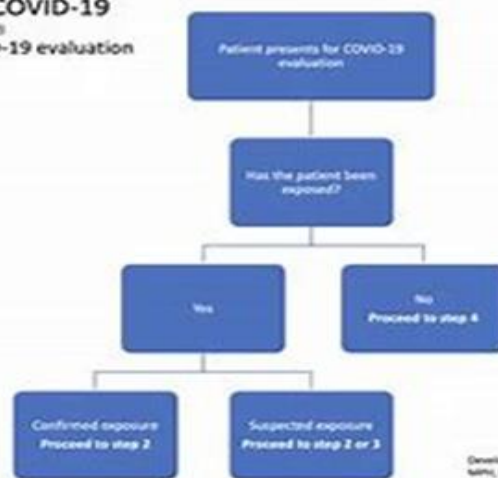 COVID-19
-19 evaluation
Patient presents for COVID-19
evaluation
Has the patient been
exposed?
Yes
No
Proceed to step 4
Confirmed exposure
Proceed to step 2
Suspected exposure
Proceed to step 2 or 3